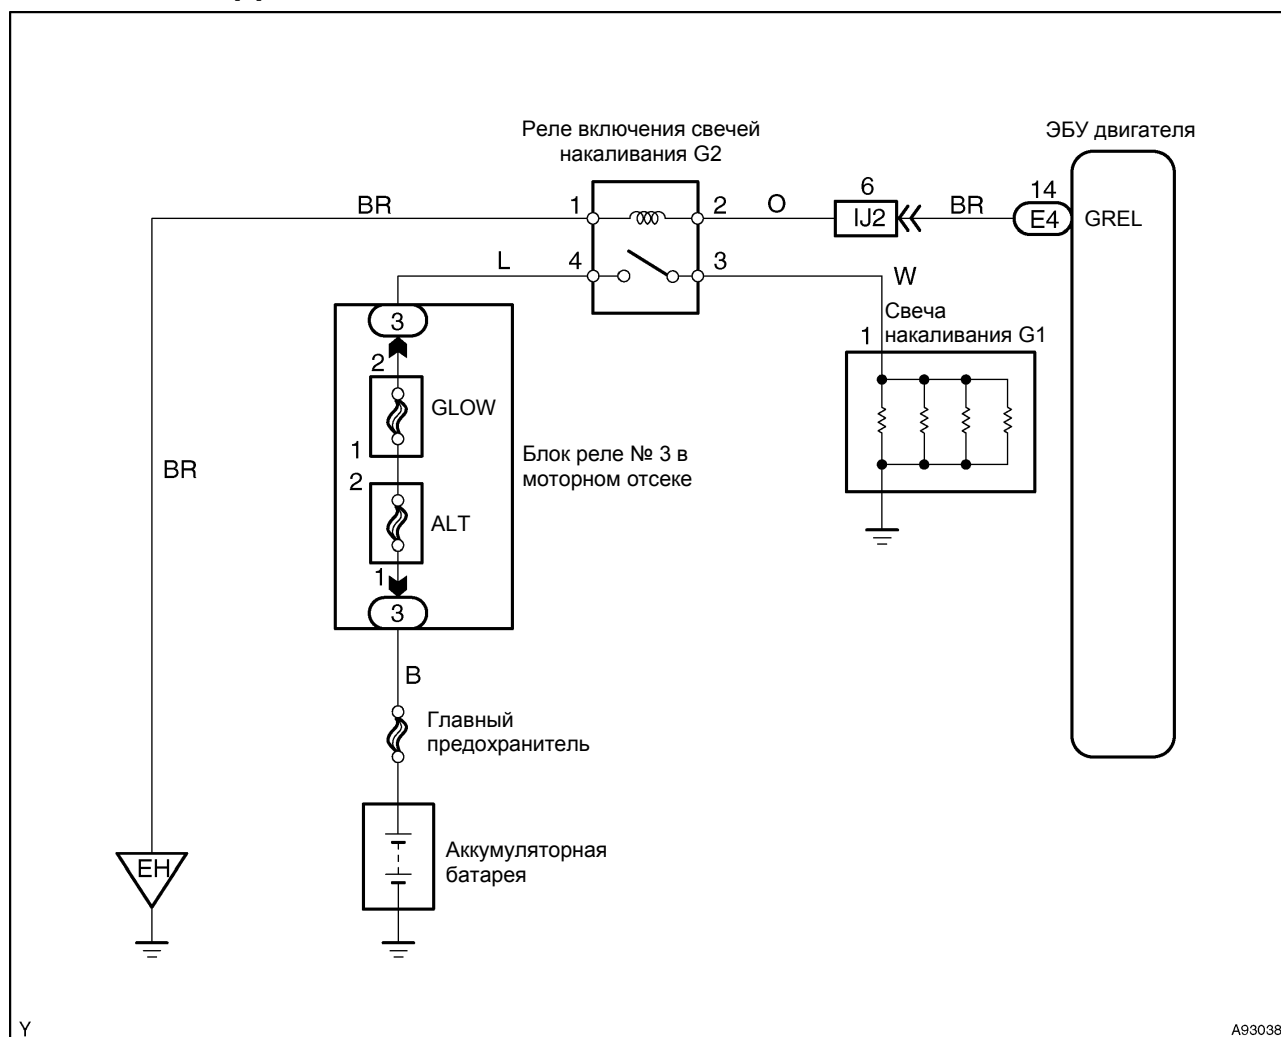 Реле включения свечей
накаливания G2
ЭБУ двигателя
BR
1
2
O
6
IJ2
BR
14
E4
GREL
L
4
3
W
Свеча
накаливания G1
1
3
2
GLOW
1
BR
Блок реле № 3 в
моторном отсеке
2
ALT
1
3
B
Главный
предохранитель
Аккумуляторная
батарея
EH
Y
A93038